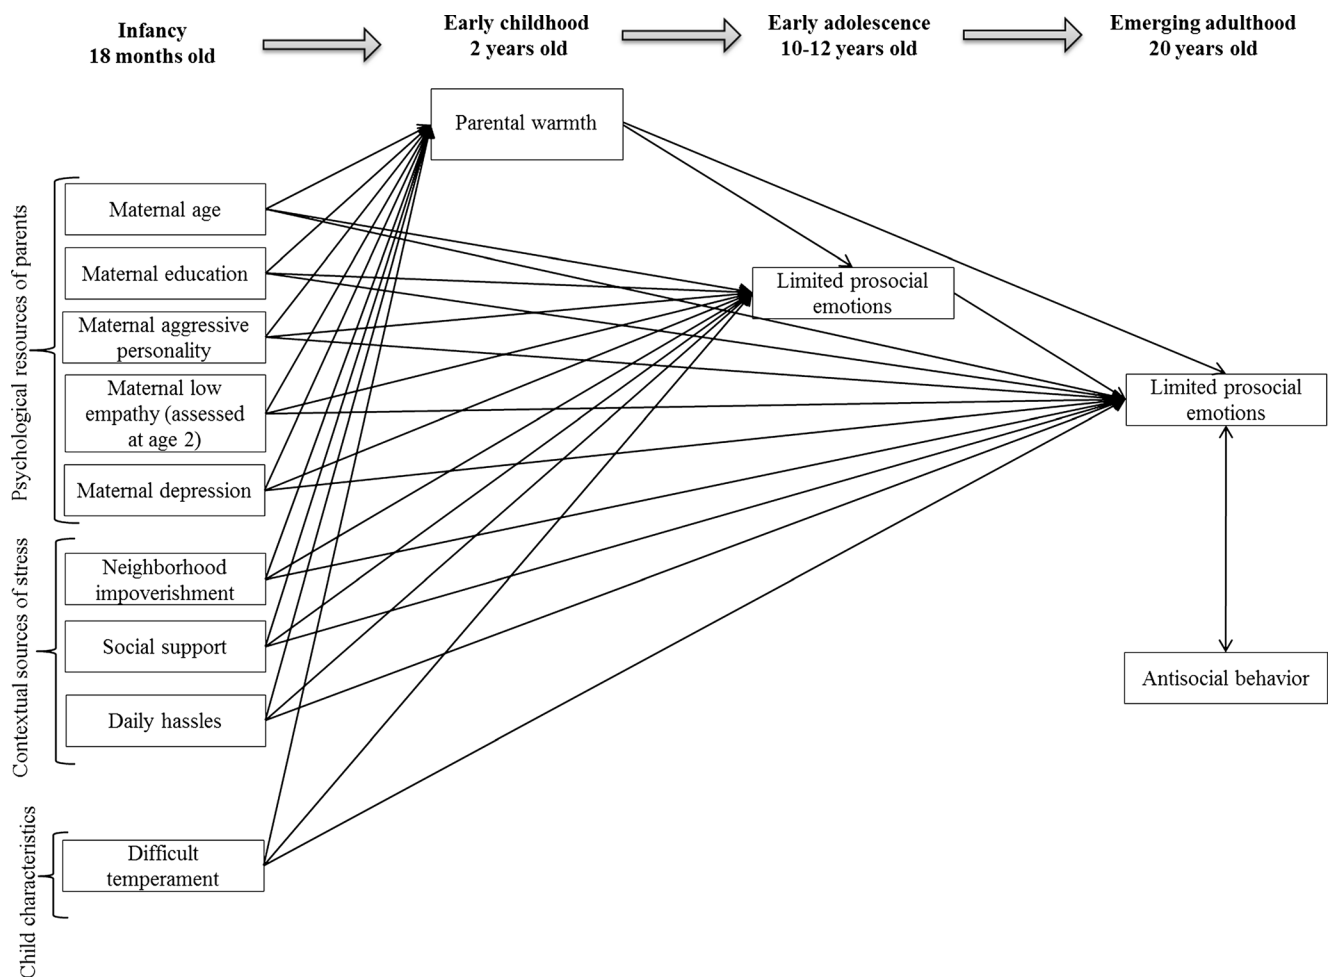 Infancy
18 months old
Early childhood
2 years old
Early adolescence
10-12 years old
Emerging adulthood
20 years old
Parental warmth
Psychological resources of parents
Maternal age
Maternal education
Maternal aggressive
personality
Maternal low
empathy (assessed
at age 2)
Maternal depression
Limited prosocial
emotions
Limited prosocial
emotions
Contextual sources of stress
Neighborhood
impoverishment
Social support
Daily hassles
Antisocial behavior
Child characteristics
Difficult
temperament